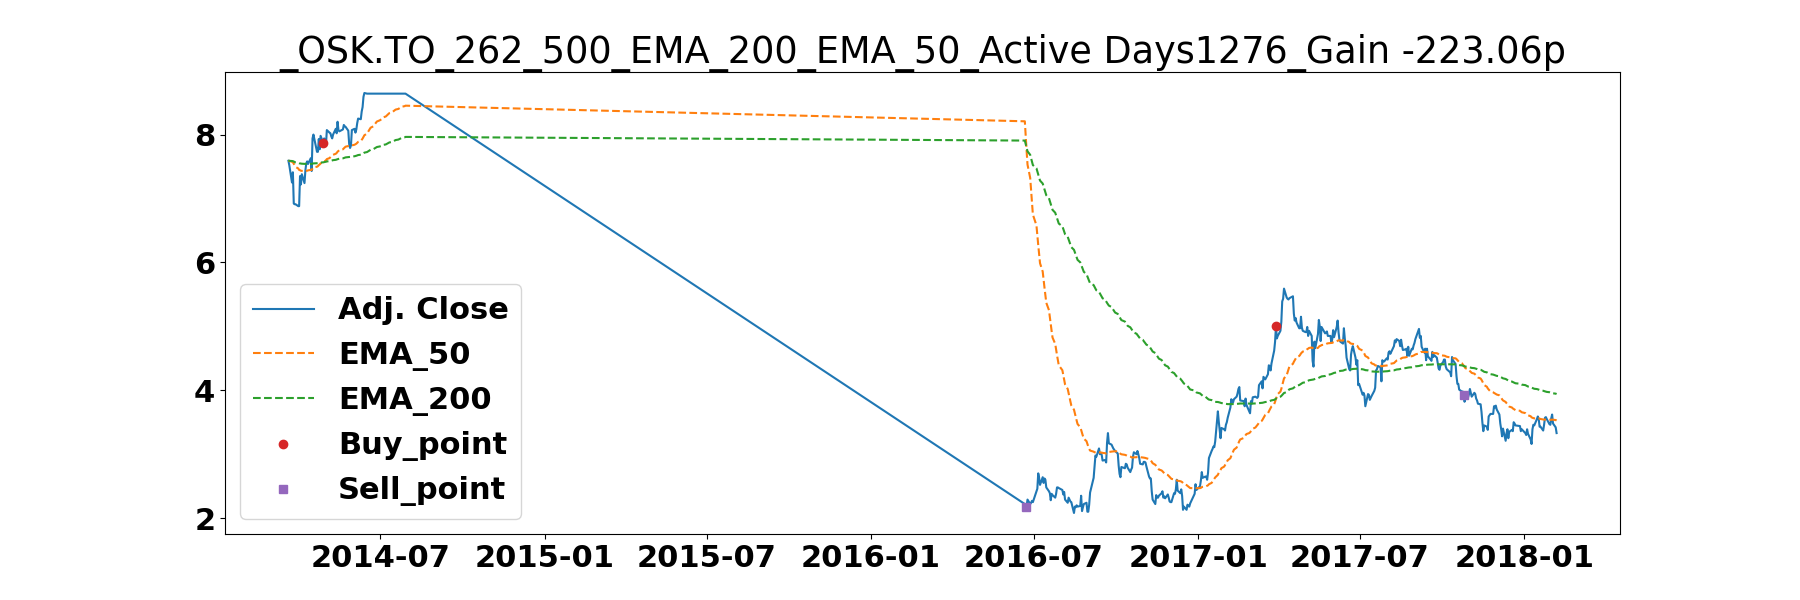 _OSK.TO_262_500_EMA_200_EMA_50_Active Days1276_Gain -223.06p
8
6
4
2
Adj. Close
EMA_50
EMA_200
Buy_point
Sell_point
2014-07 2015-01 2015-07 2016-01 2016-07 2017-01 2017-07 2018-01